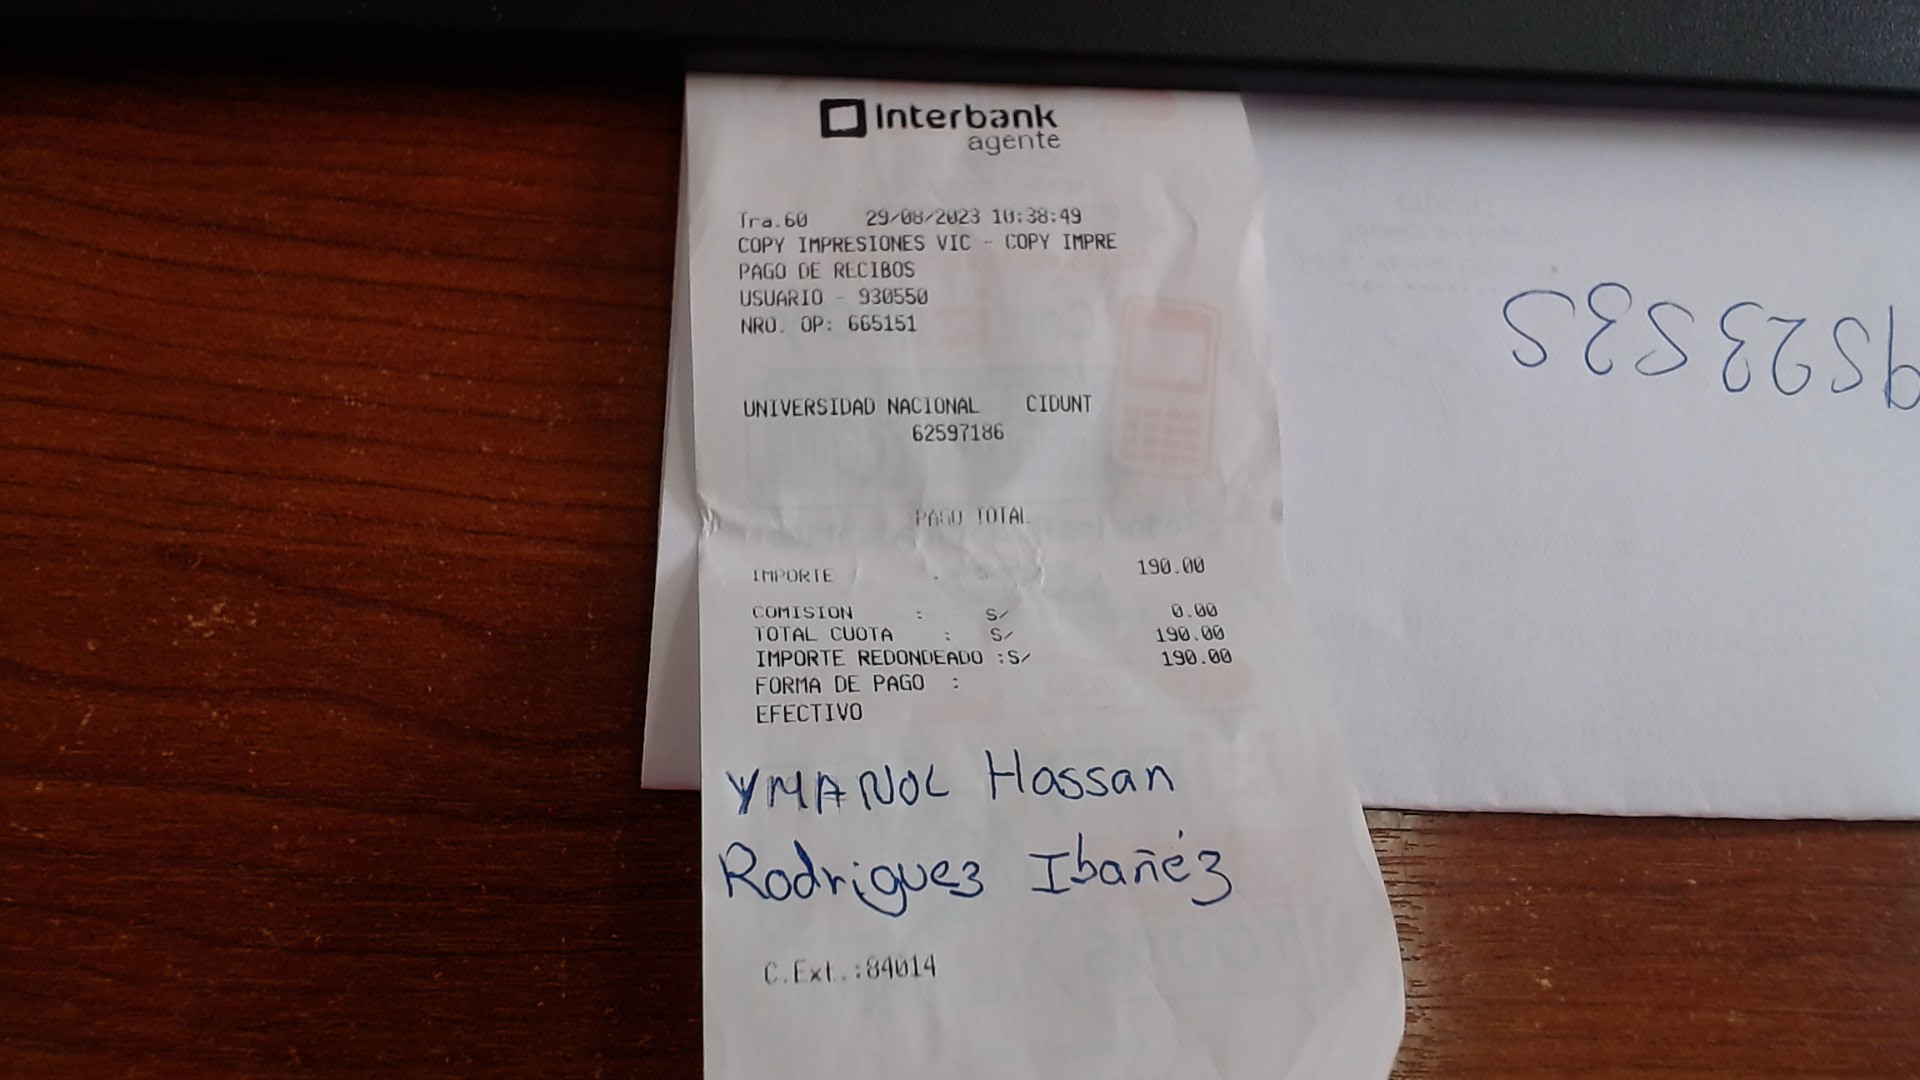 Interbank
agente
Tra.60 29/08/2023 10:38:49
COPY IMPRESIONES VIC - COPY IMPRE
PAGO DE RECIBOS
USUARIO - 930550
NRO. OP: 665151
UNIVERSIDAD NACIONAL CIDUNT
62597186
PAGO TOTAL
IMPORTE 190.00
COMISION : S/ 0.00
TOTAL CUOTA : S/ 190.00
IMPORTE REDONDEADO :S/ 190.00
FORMA DE PAGO :
EFECTIVO
YMANOL Hassan
Rodriguez Ibañéz
C.Ext.:84014